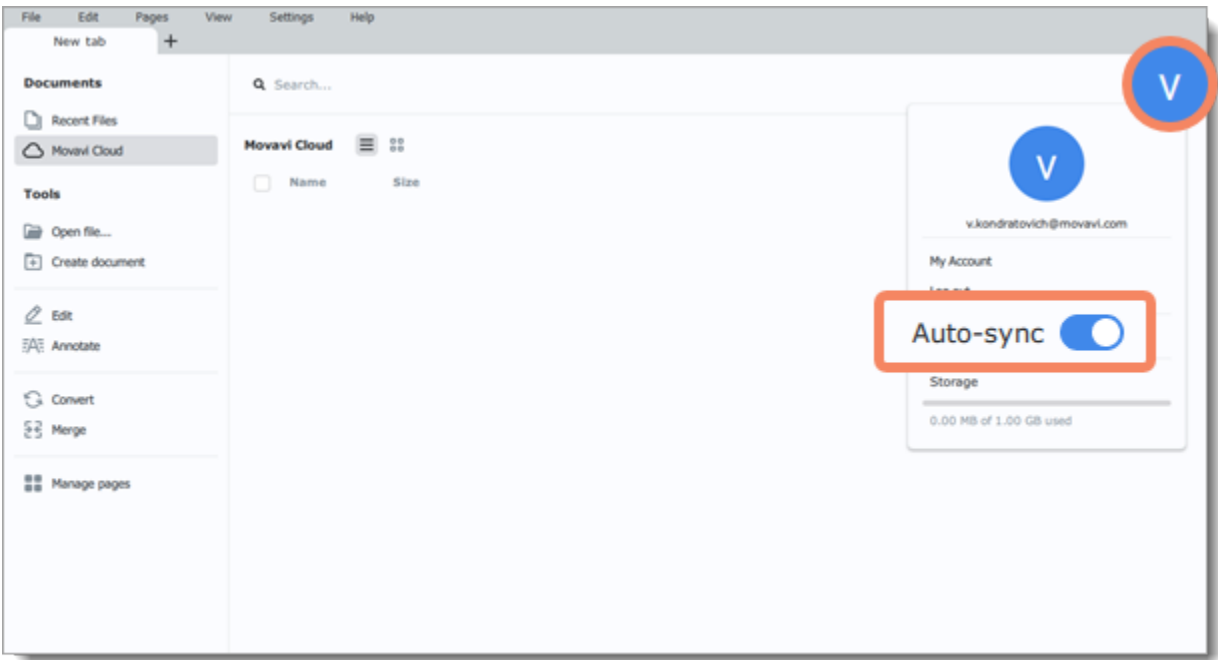 File Edit Pages View Settings Help
New tab +
Documents
Recent Files
Movavi Cloud
Tools
Open file...
Create document
Edit
Annotate
Convert
Merge
Manage pages
Search...
Movavi Cloud
Name Size
V
V
v.kondratovich@movavi.com
My Account
Auto-sync
Storage
0.00 MB of 1.00 GB used